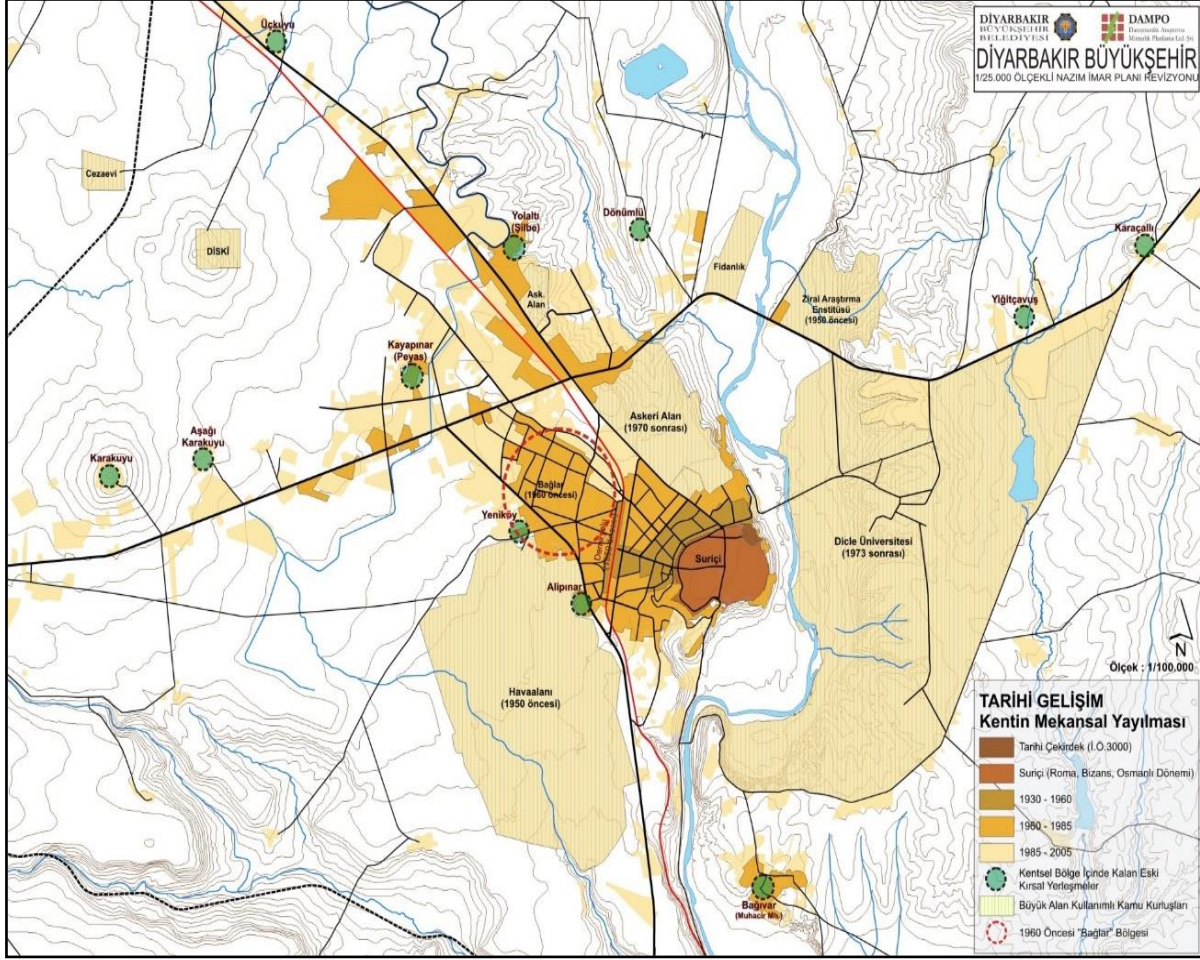 DİYARBAKIR
BÜYÜKŞEHİR
BELEDİYESİ
DAMPO
DİYARBAKIR BÜYÜKŞEHİR
1/25.000 ÖLÇEKLİ NAZIM İMAR PLANI REVİZYONU
Üçkuyu
Cezaevi
DİSKİ
Yolaltı
(Şilbe)
Dönümlü
Karaçallı
Fidanlık
Ask.
Alan
Zirai Araştırma
Enstitüsü
(1950 öncesi)
Yiğitçavuş
Kayapınar
(Peyas)
Askeri Alan
(1970 sonrası)
Aşağı
Karakuyu
Karakuyu
Bağlar
(1960 öncesi)
Yeniköy
Suriçi
Dicle Üniversitesi
(1973 sonrası)
Alipınar
Havaalanı
(1950 öncesi)
Bağıvar
(Muhacir Mh.)
N
Ölçek : 1/100.000
TARİHİ GELİŞİM
Kentin Mekansal Yayılması
Tarihi Çekirdek (İ.Ö.3000)
Suriçi (Roma, Bizans, Osmanlı Dönemi)
1930 - 1960
1960 - 1985
1985 - 2005
Kentsel Bölge İçinde Kalan Eski
Kırsal Yerleşmeler
Büyük Alan Kullanımlı Kamu Kurluşları
1960 Öncesi "Bağlar" Bölgesi